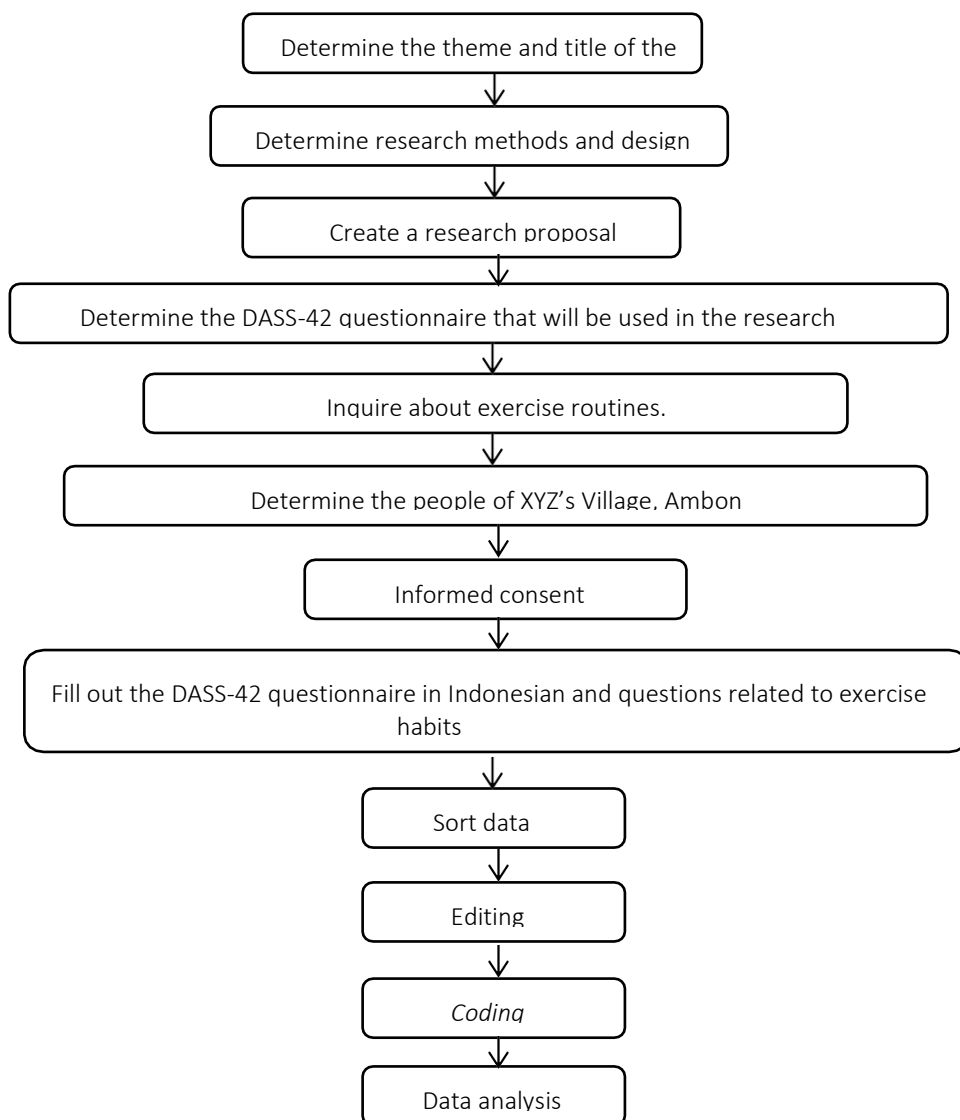 Determine the theme and title of the
Determine research methods and design
Create a research proposal
Determine the DASS-42 questionnaire that will be used in the research
Inquire about exercise routines.
Determine the people of XYZ's Village, Ambon
Informed consent
Fill out the DASS-42 questionnaire in Indonesian and questions related to exercise
habits
Sort data
Editing
Coding
Data analysis